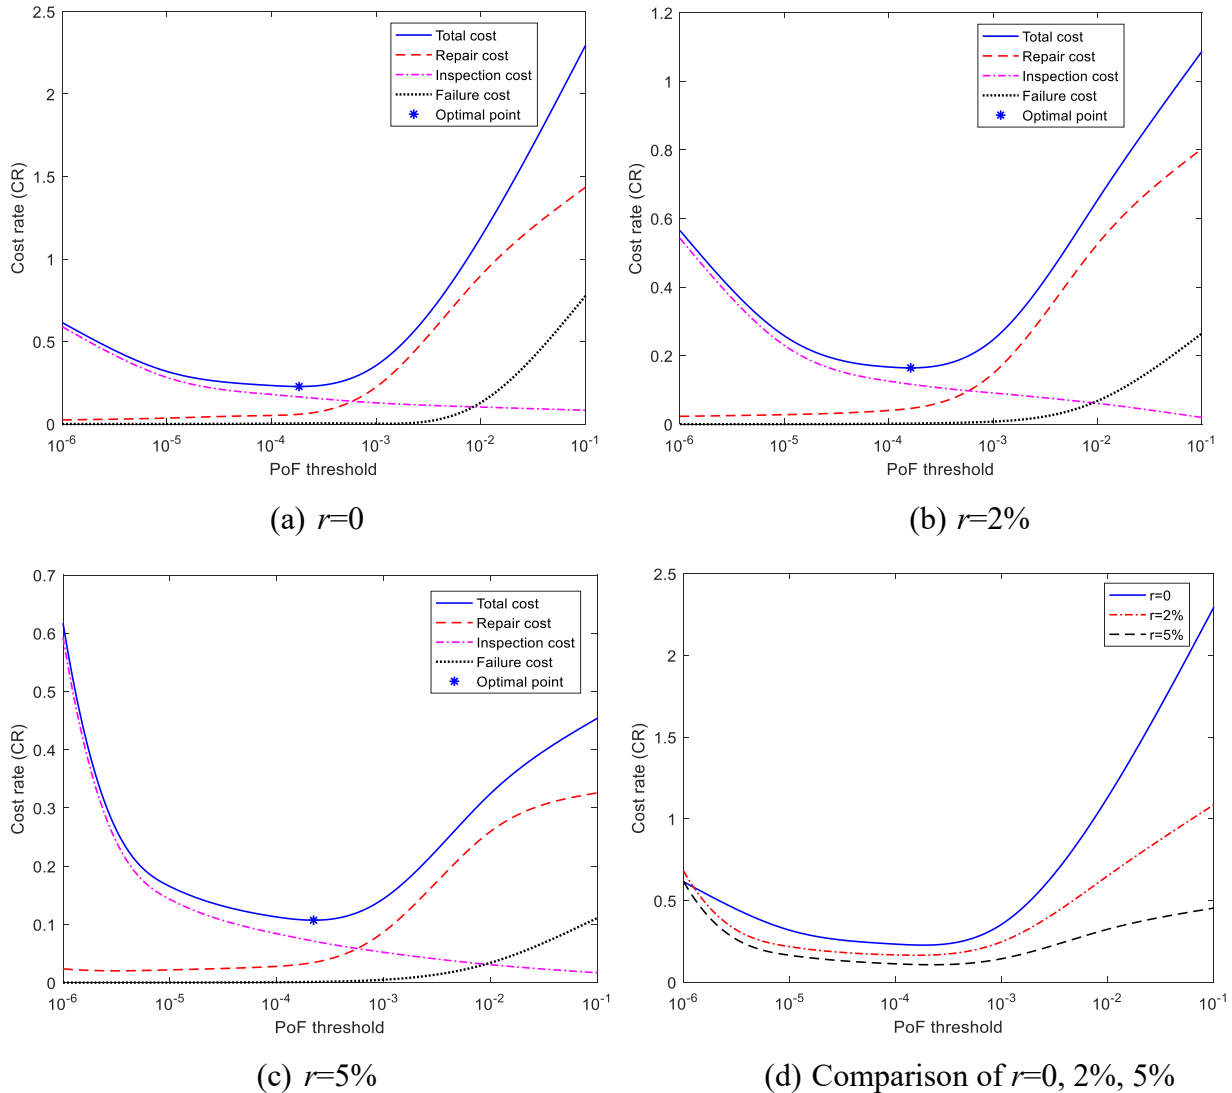 2.5
2
1.5
1
0.5
0
Cost rate (CR)
10-6
10-5
10-4
10-3
10-2
10-1
PoF threshold
Total cost
Repair cost
Inspection cost
Failure cost
Optimal point
(a) r=0
1.2
1
0.8
0.6
0.4
0.2
0
Cost rate (CR)
10-6
10-5
10-4
10-3
10-2
10-1
PoF threshold
Total cost
Repair cost
Inspection cost
Failure cost
Optimal point
(b) r=2%
0.7
0.6
0.5
0.4
0.3
0.2
0.1
0
Cost rate (CR)
10-6
10-5
10-4
10-3
10-2
10-1
PoF threshold
Total cost
Repair cost
Inspection cost
Failure cost
Optimal point
(c) r=5%
2.5
2
1.5
1
0.5
0
Cost rate (CR)
10-6
10-5
10-4
10-3
10-2
10-1
PoF threshold
r=0
r=2%
r=5%
(d) Comparison of r=0, 2%, 5%